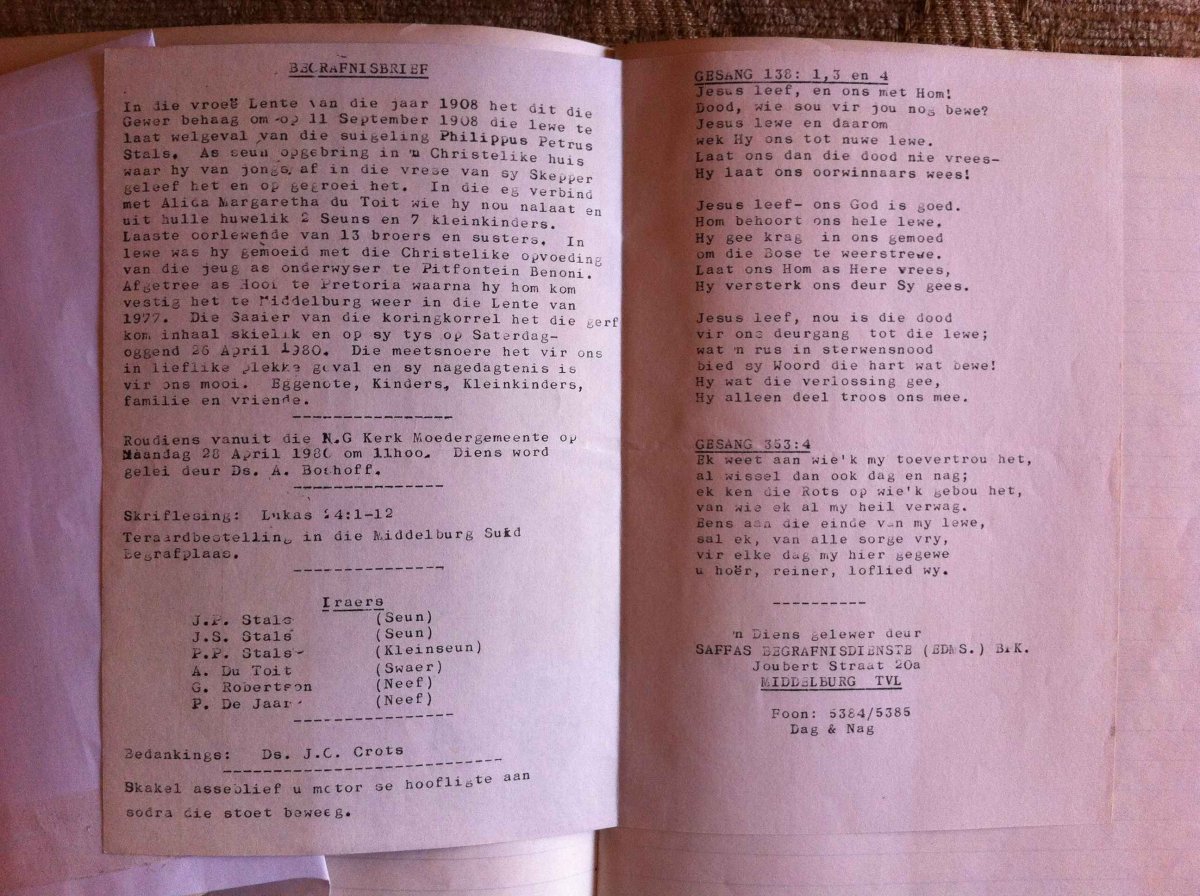 BEGRAFNISBRIEF
In die vroeë Lente van die jaar 1908 het dit die
Gewer behaag om op 11 September 1908 die lewe te
laat welgeval van die suigeling Philippus Petrus
Stals. As seun opgebring in 'n Christelike huis
waar hy van jongs af in die vrese van sy Skepper
geleef het en op gegroei het. In die eg verbind
met Alida Margaretha du Toit wie hy nou nalaat en
uit hulle huwelik 2 Seuns en 7 kleinkinders.
Laaste oorlewende van 13 broers en susters. In
lewe was hy gemoeid met die Christelike opvoeding
van die jeug as onderwyser te Pitfontein Benoni.
Afgetree as Hoof te Pretoria waarna hy hom kom
vestig het te Middelburg weer in die Lente van
1977. Die Saaier van die koringkorrel het die gerf
kom inhaal skielik en op sy tys op Saterdag-
oggend 26 April 1980. Die meetsnoere het vir ons
in lieflike plekke geval en sy nagedagtenis is
vir ons mooi. Eggenote, Kinders, Kleinkinders,
familie en vriende.
Roudiens vanuit die N.G Kerk Moedergemeente op
Maandag 28 April 1980 om 11hoo. Diens word
gelei deur Ds. A. Bothoff.
Skriflesing: Lukas 24:1-12
Teraardbestelling in die Middelburg Suid
Begrafplaas.
Draers
J.P. Stals (Seun)
J.S. Stals (Seun)
P.P. Stals (Kleinseun)
A. Du Toit (Swaer)
G. Robertson (Neef)
P. De Jaar (Neef)
Bedankings: Ds. J.C. Crots
Skakel asseblief u motor se hoofligte aan
sodra die stoet beweeg.
GESANG 138: 1,3 en 4
Jesus leef, en ons met Hom!
Dood, wie sou vir jou nog bewe?
Jesus lewe en daarom
wek Hy ons tot nuwe lewe.
Laat ons dan die dood nie vrees-
Hy laat ons oorwinnaars wees!
Jesus leef- ons God is goed.
Hom behoort ons hele lewe.
Hy gee krag in ons gemoed
om die Bose te weerstrewe.
Laat ons Hom as Here vrees,
Hy versterk ons deur Sy gees.
Jesus leef, nou is die dood
vir ons deurgang tot die lewe;
wat 'n rus in sterwensnood
bied sy Woord die hart wat bewe!
Hy wat die verlossing gee,
Hy alleen deel troos ons mee.
GESANG 353:4
Ek weet aan wie'k my toevertrou het,
al wissel dan ook dag en nag;
ek ken die Rots op wie'k gebou het,
van wie ek al my heil verwag.
Eens aan die einde van my lewe,
sal ek, van alle sorge vry,
vir elke dag my hier gegewe
u hoër, reiner, loflied wy.
'n Diens gelewer deur
SAFFAS BEGRAFNISDIENSTE (EDMS.) BPK.
Joubert Straat 20a
MIDDELBURG TVL
Foon: 5384/5385
Dag & Nag